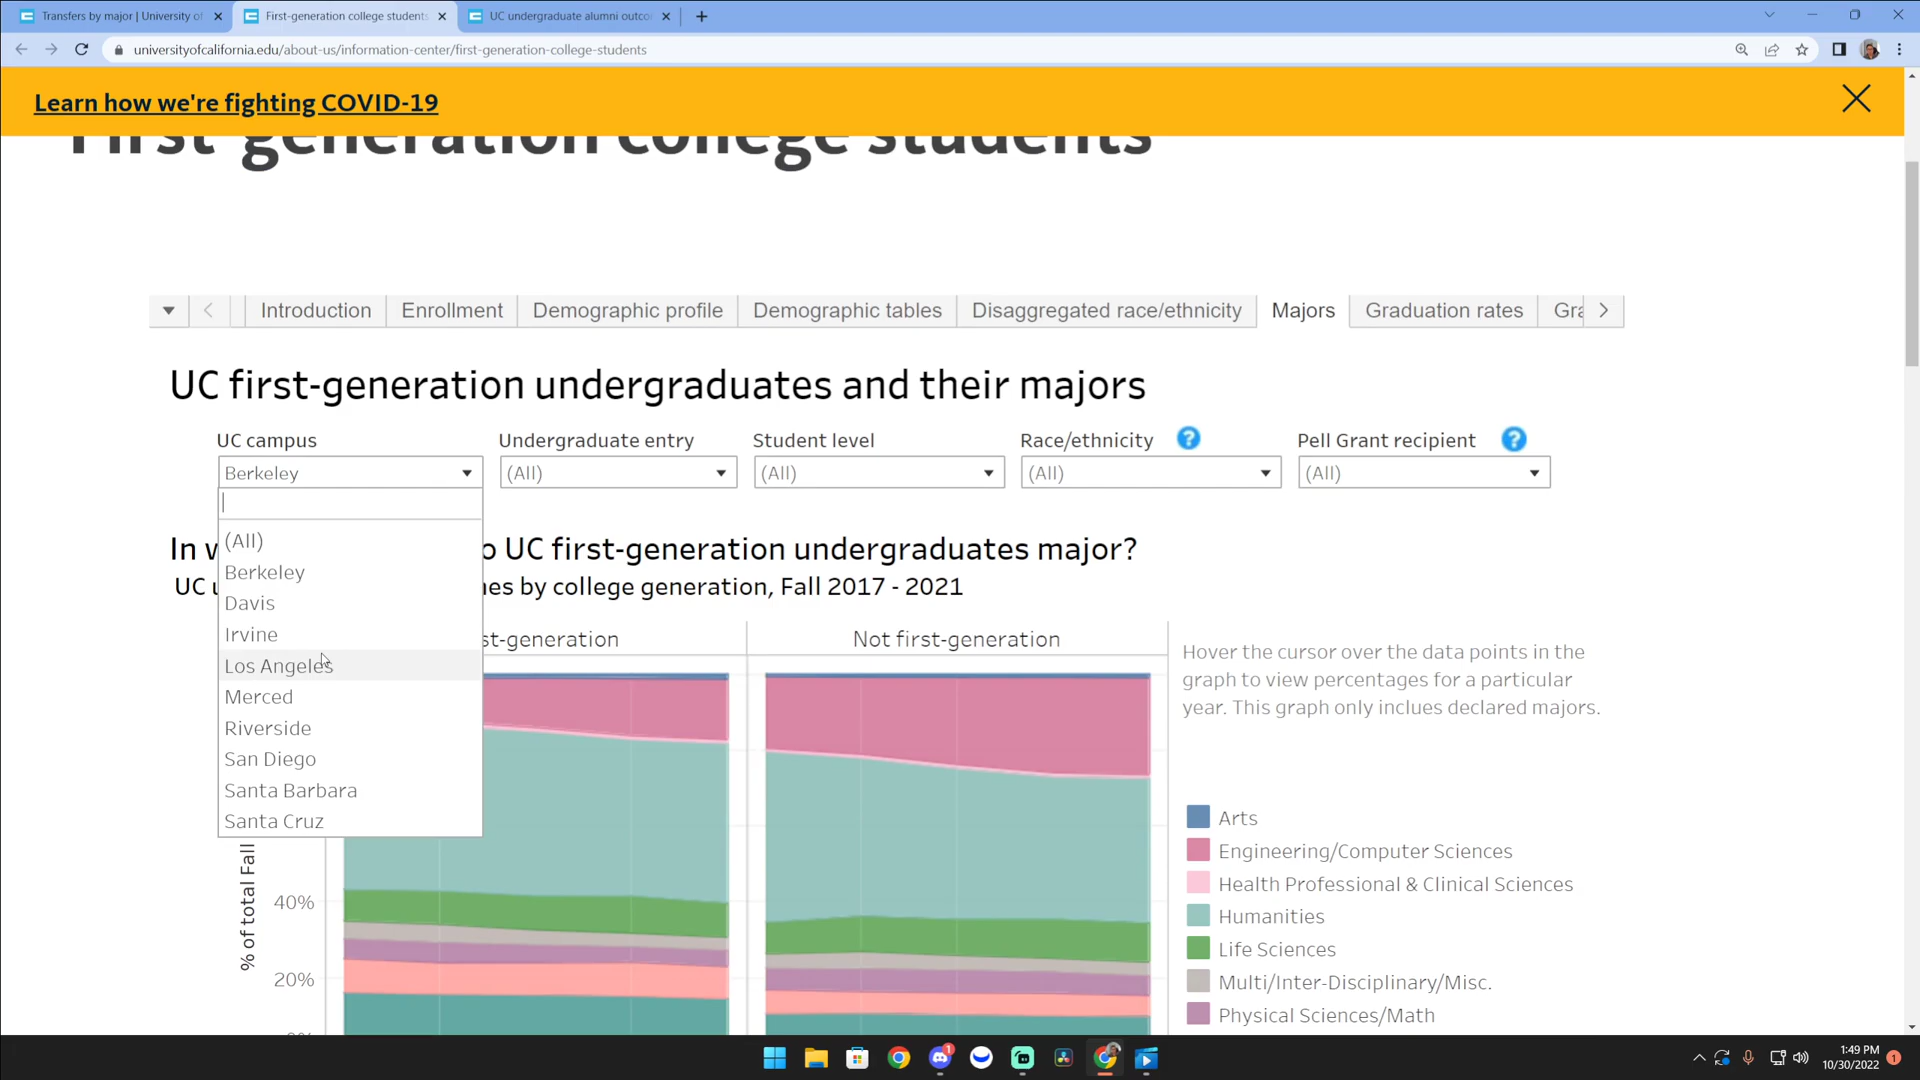 Transfers by major | University of
First-generation college students
UC undergraduate alumni outco
universityofcalifornia.edu/about-us/information-center/first-generation-college-students
Learn how we're fighting COVID-19
First-generation college students
Introduction
Enrollment
Demographic profile
Demographic tables
Disaggregated race/ethnicity
Majors
Graduation rates
Gra
UC first-generation undergraduates and their majors
UC campus
Undergraduate entry
Student level
Race/ethnicity ?
Pell Grant recipient ?
Berkeley
(All)
(All)
(All)
(All)
(All)
Berkeley
Davis
Irvine
Los Angeles
Merced
Riverside
San Diego
Santa Barbara
Santa Cruz
In w
o UC first-generation undergraduates major?
UC u
nes by college generation, Fall 2017 - 2021
st-generation
Not first-generation
Hover the cursor over the data points in the
graph to view percentages for a particular
year. This graph only inclues declared majors.
% of total Fall
40%
20%
Arts
Engineering/Computer Sciences
Health Professional & Clinical Sciences
Humanities
Life Sciences
Multi/Inter-Disciplinary/Misc.
Physical Sciences/Math
1
1:49 PM
10/30/2022
1